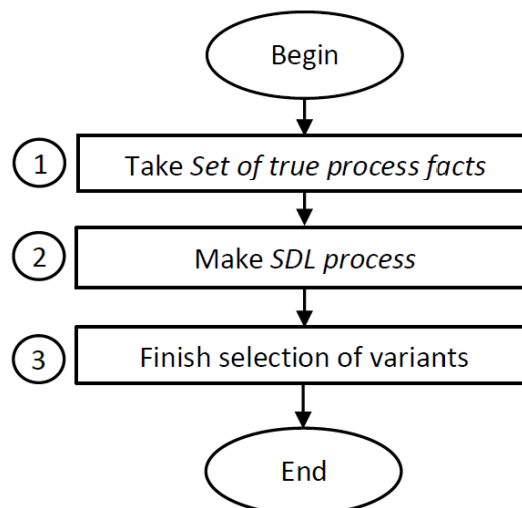 Begin
1 Take Set of true process facts
2 Make SDL process
3 Finish selection of variants
End